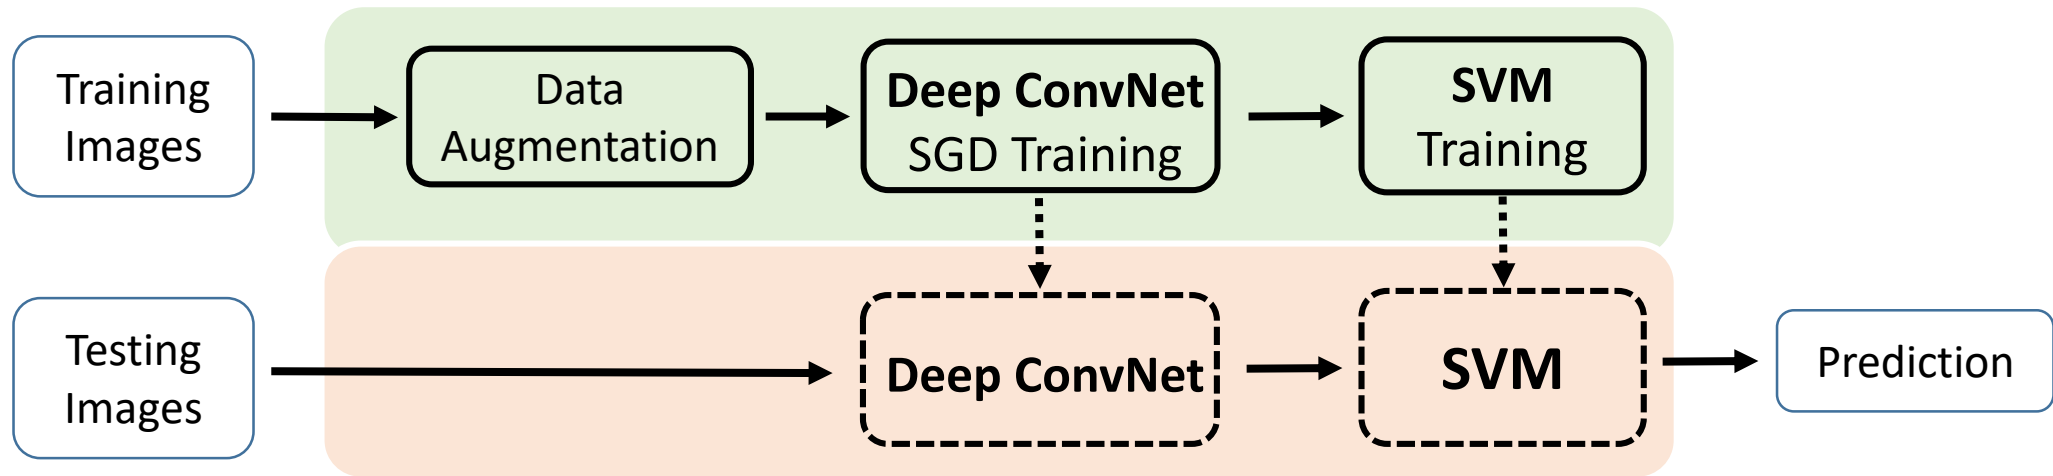 Training
Images
Data
Augmentation
Deep ConvNet
SGD Training
SVM
Training
Testing
Images
Deep ConvNet
SVM
Prediction